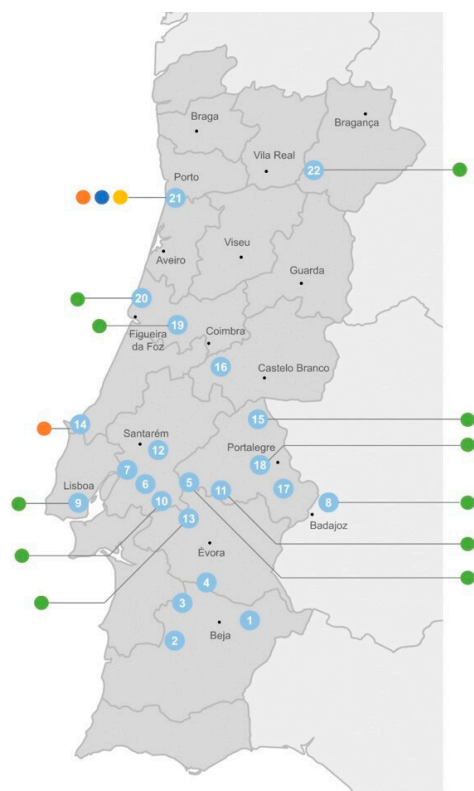 Braga
Bragança
Vila Real
22
Porto
21
Viseu
Aveiro
Guarda
20
19
Figueira
da Foz
Coimbra
16
Castelo Branco
14
15
Santarém
12
Portalegre
18
7
Lisboa
6
5
11
17
9
10
8
13
Badajoz
Évora
4
3
1
Beja
2